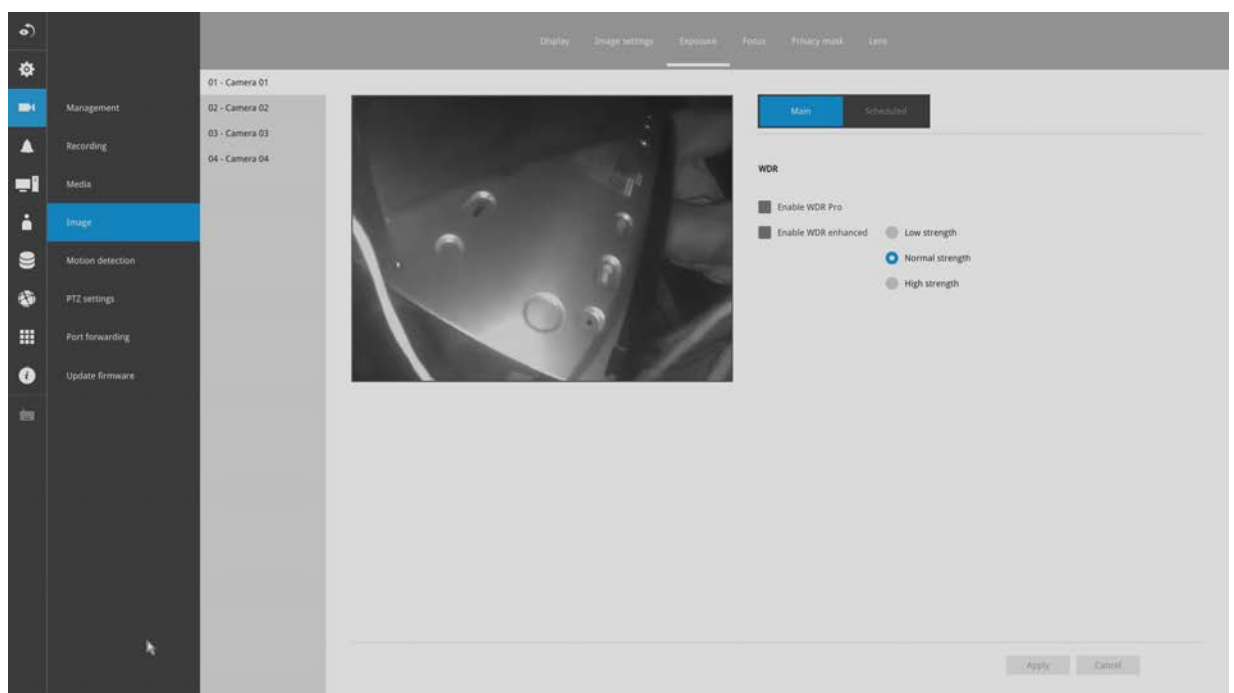 Display Image settings Exposure Focus Privacy mask Lens
01 - Camera 01
02 - Camera 02
03 - Camera 03
04 - Camera 04
Management
Recording
Media
Image
Motion detection
PTZ settings
Port forwarding
Update firmware
Main Scheduled
WDR
Enable WDR Pro
Enable WDR enhanced Low strength
Normal strength
High strength
Apply Cancel